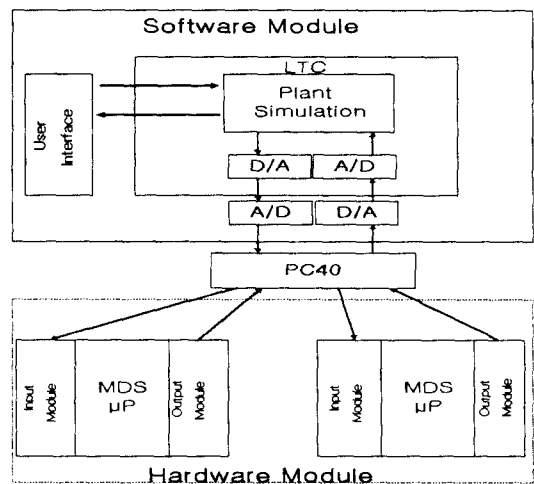 Software Module
LTC
Plant
Simulation
User
Interface
D/A
A/D
A/D
D/A
PC40
Input
Module
MDS
µP
Output
Module
Input
Module
MDS
µP
Output
Module
Hardware Module